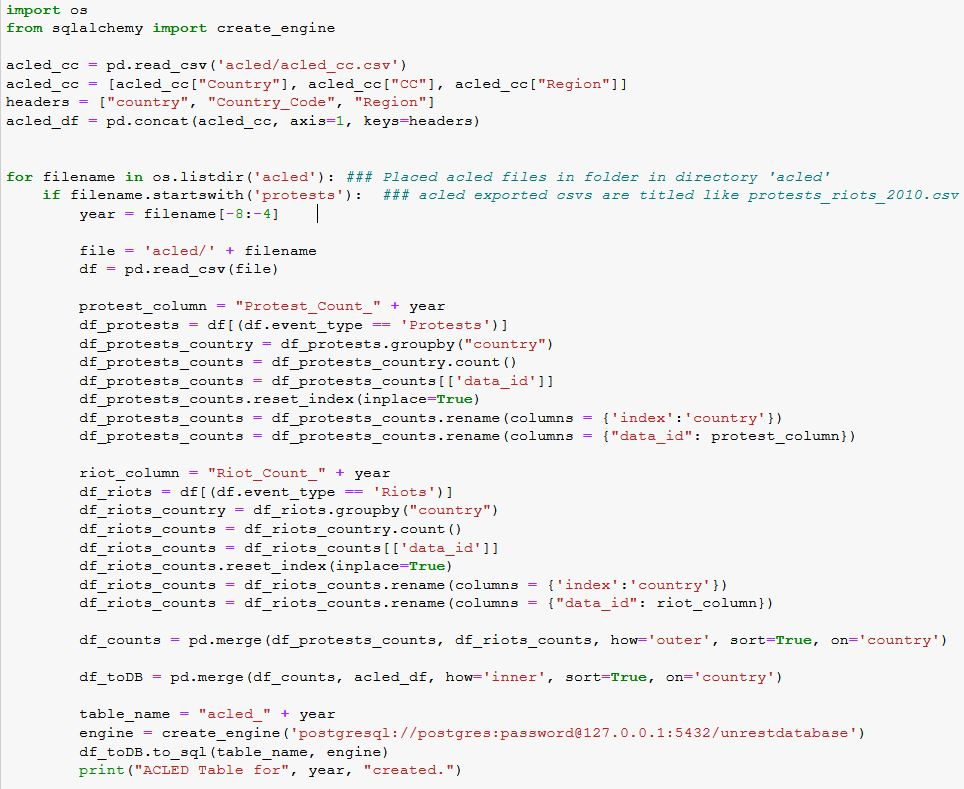 import os
from sqlalchemy import create_engine

acled_cc = pd.read_csv('acled/acled_cc.csv')
acled_cc = [acled_cc["Country"], acled_cc["CC"], acled_cc["Region"]]
headers = ["country", "Country_Code", "Region"]
acled_df = pd.concat(acled_cc, axis=1, keys=headers)

for filename in os.listdir('acled'): ### Placed acled files in folder in directory 'acled'
    if filename.startswith('protests'):  ### acled exported csvs are titled like protests_riots_2010.csv
        year = filename[-8:-4]

        file = 'acled/' + filename
        df = pd.read_csv(file)

        protest_column = "Protest_Count_" + year
        df_protests = df[(df.event_type == 'Protests')]
        df_protests_country = df_protests.groupby("country")
        df_protests_counts = df_protests_country.count()
        df_protests_counts = df_protests_counts[['data_id']]
        df_protests_counts.reset_index(inplace=True)
        df_protests_counts = df_protests_counts.rename(columns = {'index':'country'})
        df_protests_counts = df_protests_counts.rename(columns = {"data_id": protest_column})

        riot_column = "Riot_Count_" + year
        df_riots = df[(df.event_type == 'Riots')]
        df_riots_country = df_riots.groupby("country")
        df_riots_counts = df_riots_country.count()
        df_riots_counts = df_riots_counts[['data_id']]
        df_riots_counts.reset_index(inplace=True)
        df_riots_counts = df_riots_counts.rename(columns = {'index':'country'})
        df_riots_counts = df_riots_counts.rename(columns = {"data_id": riot_column})

        df_counts = pd.merge(df_protests_counts, df_riots_counts, how='outer', sort=True, on='country')

        df_toDB = pd.merge(df_counts, acled_df, how='inner', sort=True, on='country')

        table_name = "acled_" + year
        engine = create_engine('postgresql://postgres:password@127.0.0.1:5432/unrestdatabase')
        df_toDB.to_sql(table_name, engine)
        print("ACLED Table for", year, "created.")